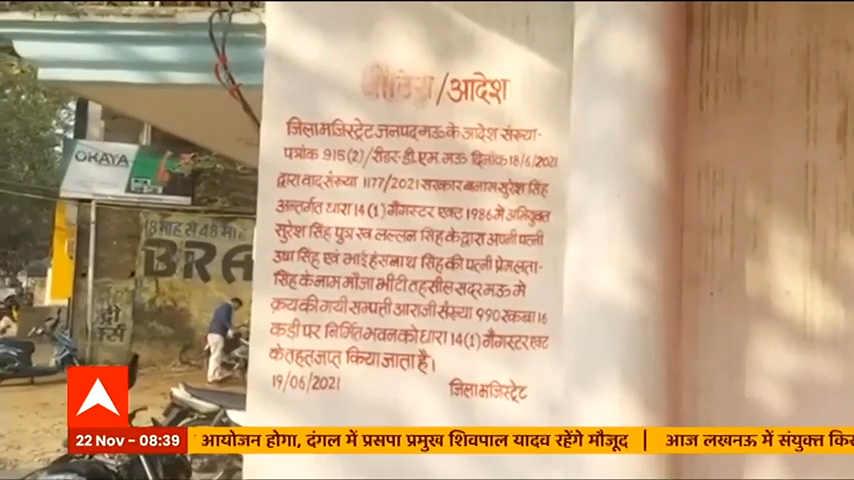 /आदेश
जिलामजिस्ट्रेट जनपद मऊ के आदेश संख्या-
पत्रांक 915(2)/रीडर-डी.एम मऊ दिनांक 18/6/2021
द्वारा वाद संख्या 1177/2021 सरकार बनाम सुरेश सिंह
अन्तर्गत धारा 14(1) गैंगस्टर एक्ट 1986 में अभियुक्त
सुरेश सिंह पुत्र स्व लल्लन सिंह के द्वारा अपनी पत्नी
उषा सिंह एवं भाई हंसनाथ सिंह की पत्नी प्रेमलता-
सिंह के नाम मौजा भीटी तहसील सदर मऊ में
क्रय की गयी सम्पत्ती आराजी संख्या 990 रकबा 16
कड़ी पर निर्मित भवन को धारा 14(1) गैंगस्टर एक्ट
के तहत जप्त किया जाता है।
19/06/2021 जिलामजिस्ट्रेट
OKAYA
18 माह से 48 मा
BRA
22 Nov - 08:39
आयोजन होगा, दंगल में प्रसपा प्रमुख शिवपाल यादव रहेंगे मौजूद | आज लखनऊ में संयुक्त किस